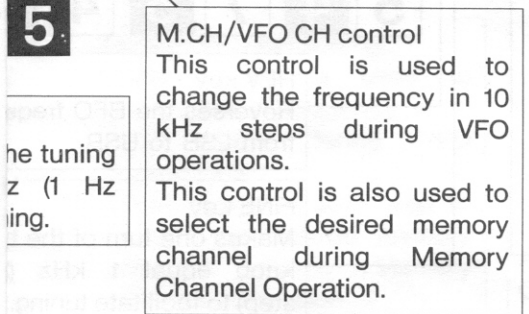 5.
M.CH/VFO CH control
This control is used to
change the frequency in 10
kHz steps during VFO
operations.
This control is also used to
select the desired memory
channel during Memory
Channel Operation.
he tuning
z (1 Hz
ing.